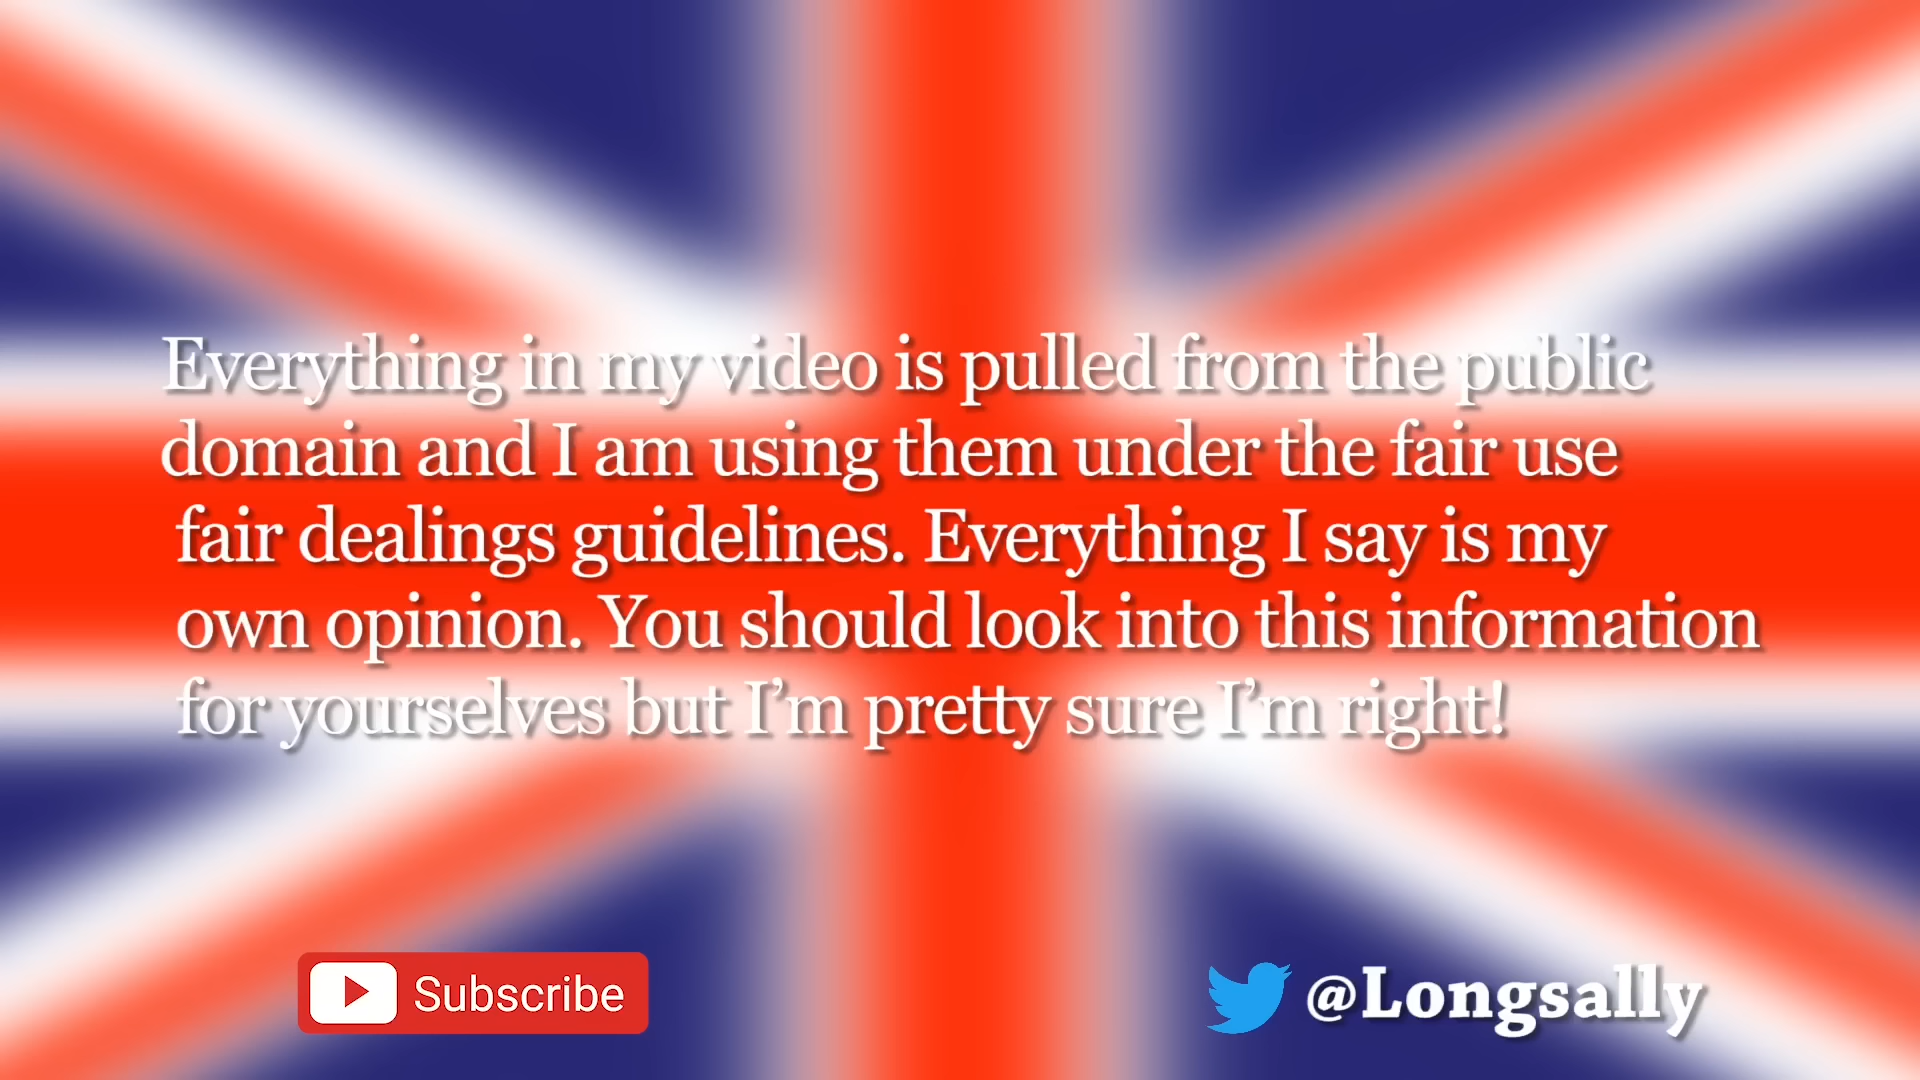 Everything in my video is pulled from the public
domain and I am using them under the fair use
fair dealings guidelines. Everything I say is my
own opinion. You should look into this information
for yourselves but I’m pretty sure I’m right!
Subscribe
@Longsally